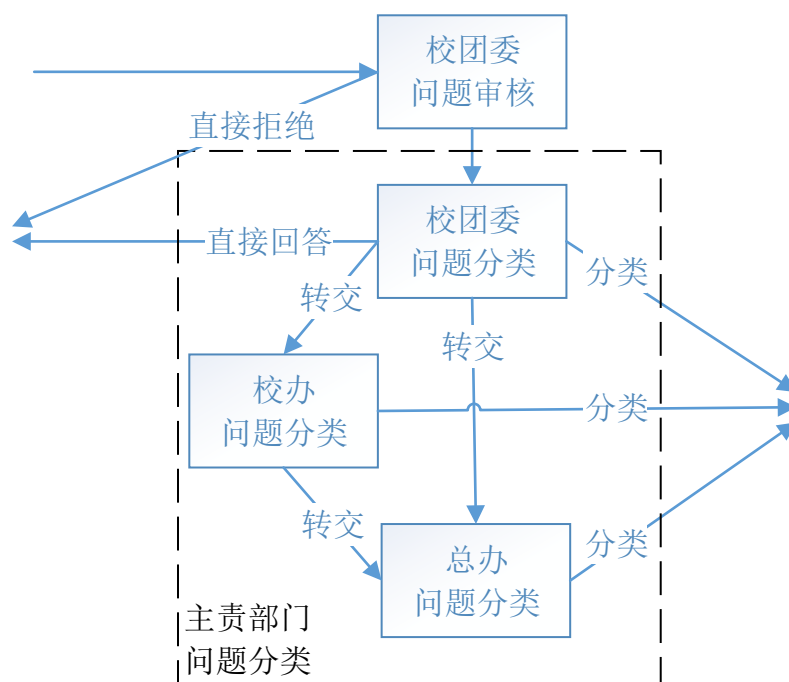 校团委
问题审核
直接拒绝
校团委
问题分类
直接回答
分类
转交
转交
校办
问题分类
分类
转交
总办
问题分类
分类
主责部门
问题分类